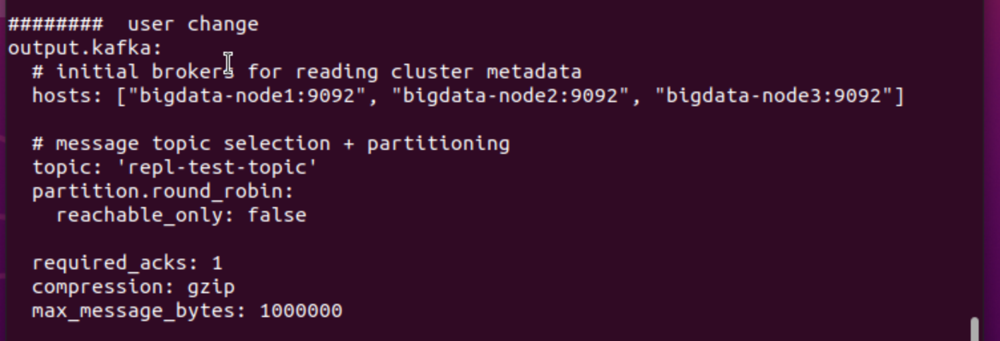 ########  user change
output.kafka:
  # initial brokers for reading cluster metadata
  hosts: ["bigdata-node1:9092", "bigdata-node2:9092", "bigdata-node3:9092"]

  # message topic selection + partitioning
  topic: 'repl-test-topic'
  partition.round_robin:
    reachable_only: false

  required_acks: 1
  compression: gzip
  max_message_bytes: 1000000